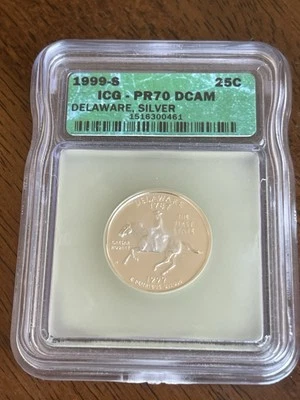 1999-S 25C
ICG - PR70 DCAM
DELAWARE, SILVER
1516300461
DELAWARE
1787
THE FIRST STATE
CAESAR RODNEY
1999
E PLURIBUS UNUM